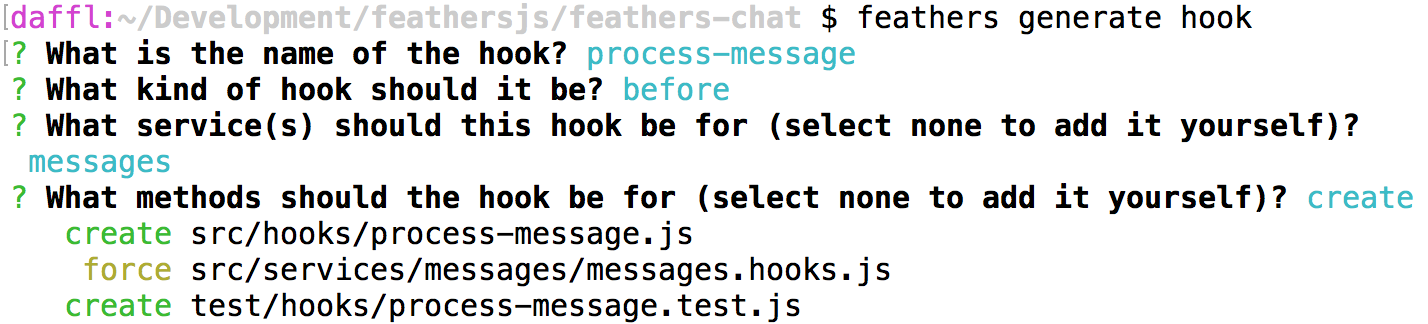 daffl:~/Development/feathersjs/feathers-chat $ feathers generate hook
? What is the name of the hook? process-message
? What kind of hook should it be? before
? What service(s) should this hook be for (select none to add it yourself)?
messages
? What methods should the hook be for (select none to add it yourself)? create
create src/hooks/process-message.js
force src/services/messages/messages.hooks.js
create test/hooks/process-message.test.js